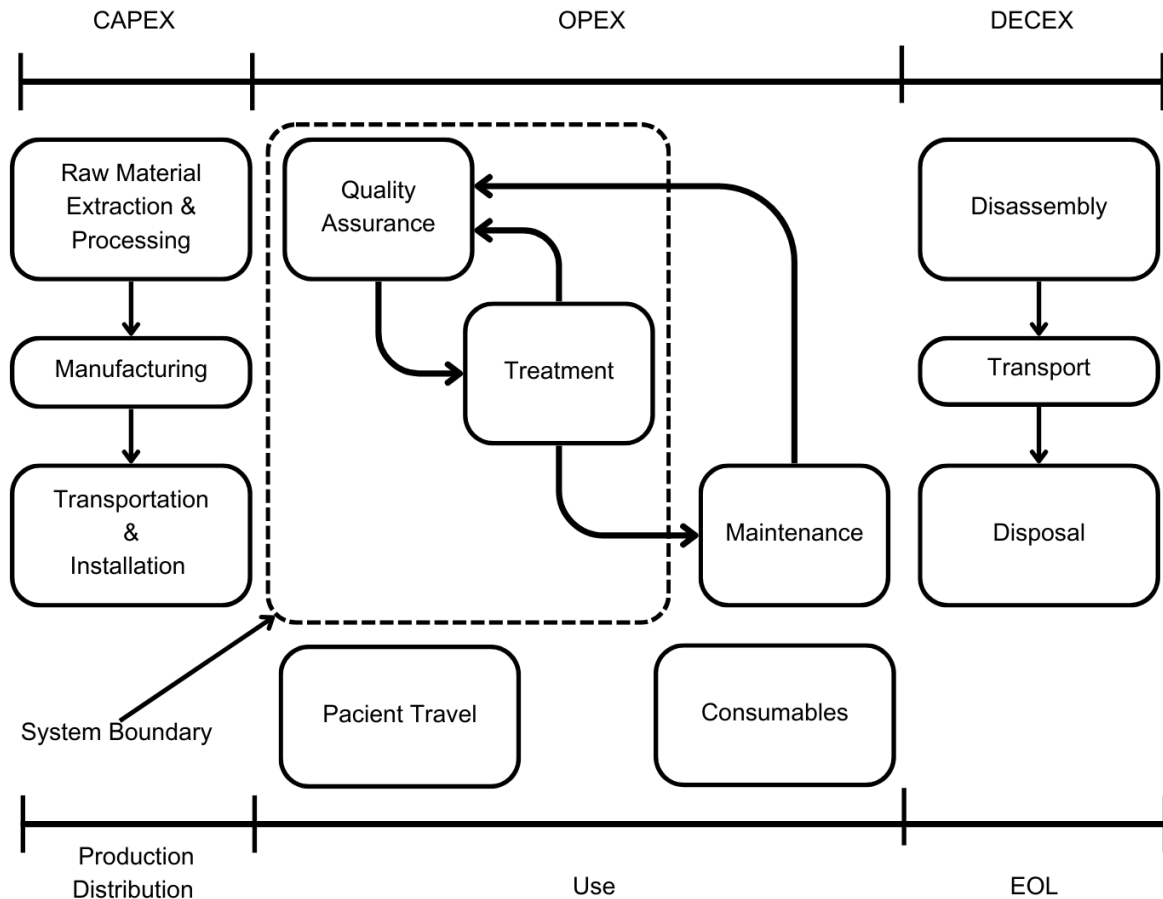 CAPEX
OPEX
DECEX
Raw Material
Extraction &
Processing
Manufacturing
Transportation
&
Installation
Quality
Assurance
Treatment
Maintenance
Disassembly
Transport
Disposal
System Boundary
Pacient Travel
Consumables
Production
Distribution
Use
EOL